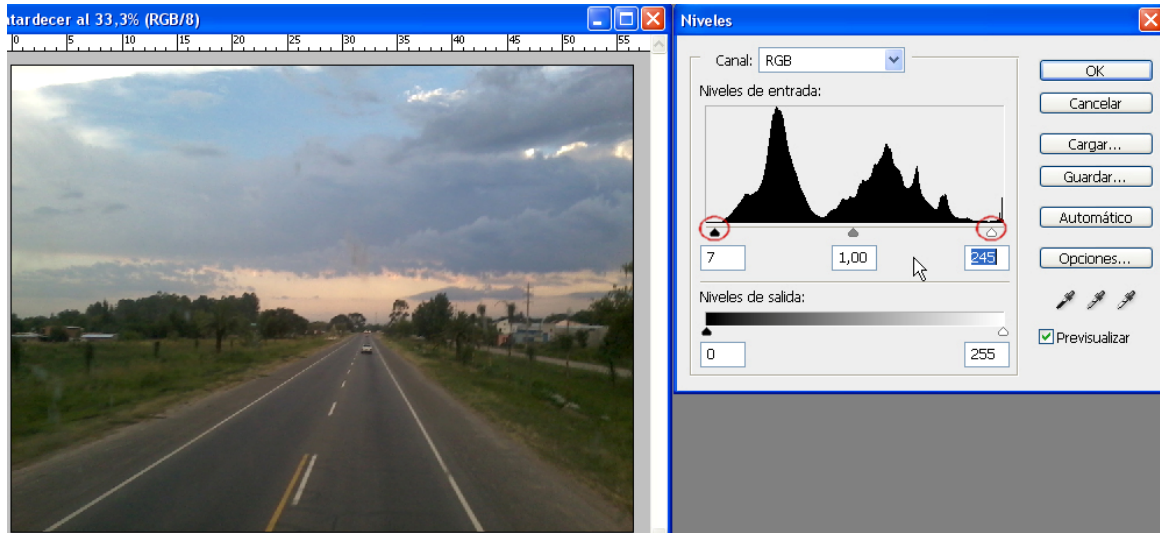 atardecer al 33,3% (RGB/8)
0 5 10 15 20 25 30 35 40 45 50 55
Niveles
Canal: RGB
OK
Niveles de entrada:
Cancelar
Cargar...
Guardar...
Automático
7 1,00 245
Opciones...
Niveles de salida:
Previsualizar
0 255